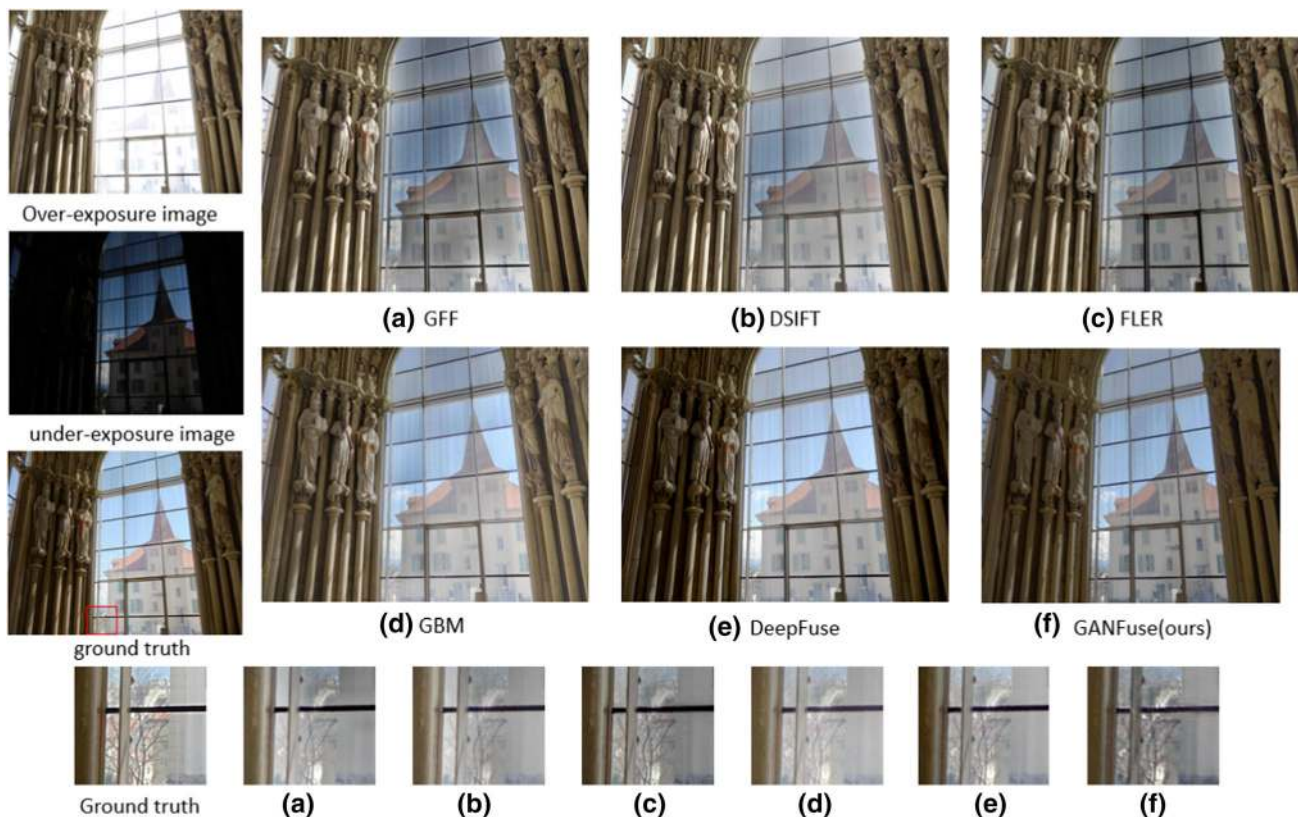 Over-exposure image
under-exposure image
ground truth
(a) GFF
(b) DSIFT
(c) FLER
(d) GBM
(e) DeepFuse
(f) GANFuse(ours)
Ground truth
(a)
(b)
(c)
(d)
(e)
(f)